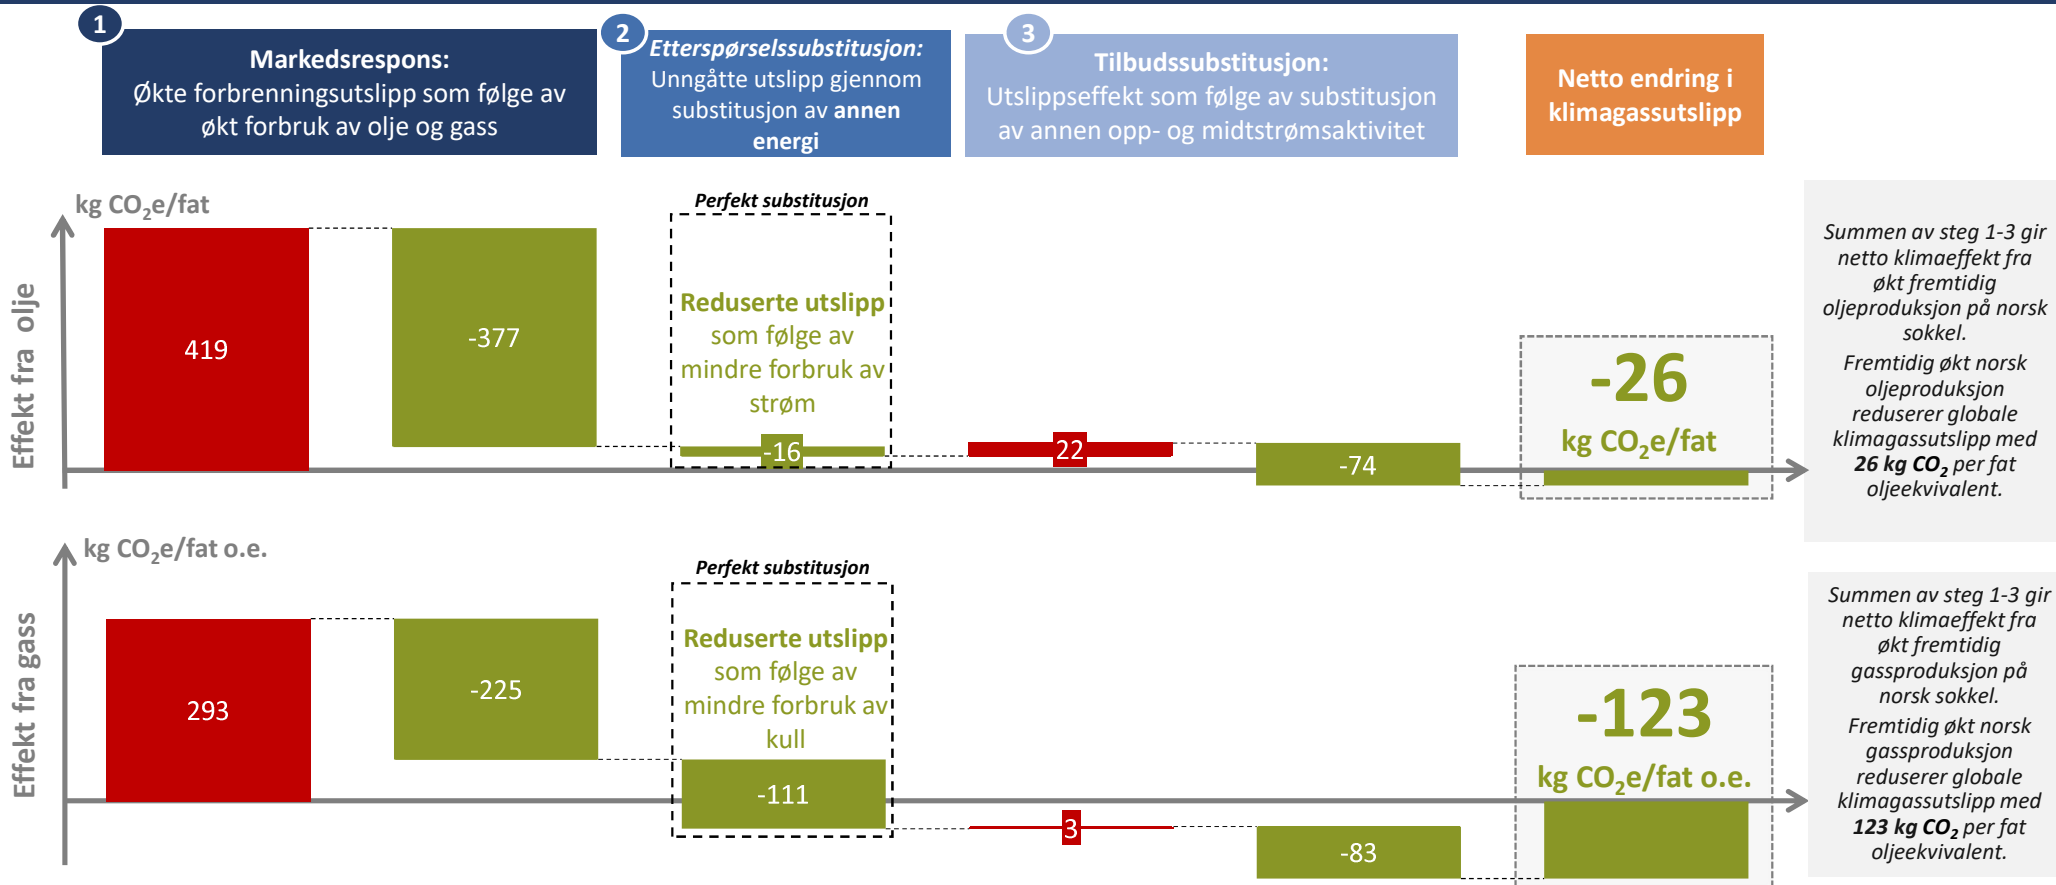 1
Markedsrespons:
Økte forbrenningsutslipp som følge av
økt forbruk av olje og gass
2
Etterspørselssubstitusjon:
Unngåtte utslipp gjennom
substitusjon av annen
energi
3
Tilbudssubstitusjon:
Utslippseffekt som følge av substitusjon
av annen opp- og midtstrømsaktivitet
Netto endring i
klimagassutslipp
Effekt fra olje
kg CO₂e/fat
419
-377
Perfekt substitusjon
Reduserte utslipp
som følge av
mindre forbruk av
strøm
-16
22
-74
-26
kg CO₂e/fat
Summen av steg 1-3 gir
netto klimaeffekt fra
økt fremtidig
oljeproduksjon på norsk
sokkel.
Fremtidig økt norsk
oljeproduksjon
reduserer globale
klimagassutslipp med
26 kg CO₂ per fat
oljeekvivalent.
Effekt fra gass
kg CO₂e/fat o.e.
293
-225
Perfekt substitusjon
Reduserte utslipp
som følge av
mindre forbruk av
kull
-111
3
-83
-123
kg CO₂e/fat o.e.
Summen av steg 1-3 gir
netto klimaeffekt fra
økt fremtidig
gassproduksjon på
norsk sokkel.
Fremtidig økt norsk
gassproduksjon
reduserer globale
klimagassutslipp med
123 kg CO₂ per fat
oljeekvivalent.